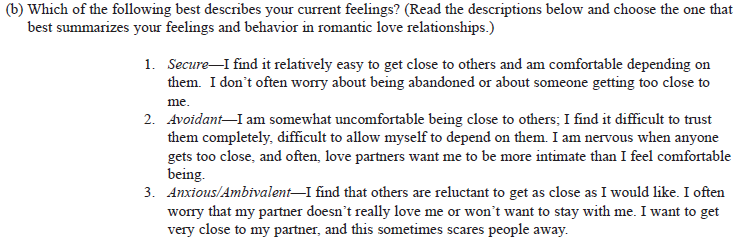 (b) Which of the following best describes your current feelings? (Read the descriptions below and choose the one that
best summarizes your feelings and behavior in romantic love relationships.)
1. Secure—I find it relatively easy to get close to others and am comfortable depending on
them. I don't often worry about being abandoned or about someone getting too close to
me.
2. Avoidant—I am somewhat uncomfortable being close to others; I find it difficult to trust
them completely, difficult to allow myself to depend on them. I am nervous when anyone
gets too close, and often, love partners want me to be more intimate than I feel comfortable
being.
3. Anxious/Ambivalent—I find that others are reluctant to get as close as I would like. I often
worry that my partner doesn't really love me or won't want to stay with me. I want to get
very close to my partner, and this sometimes scares people away.